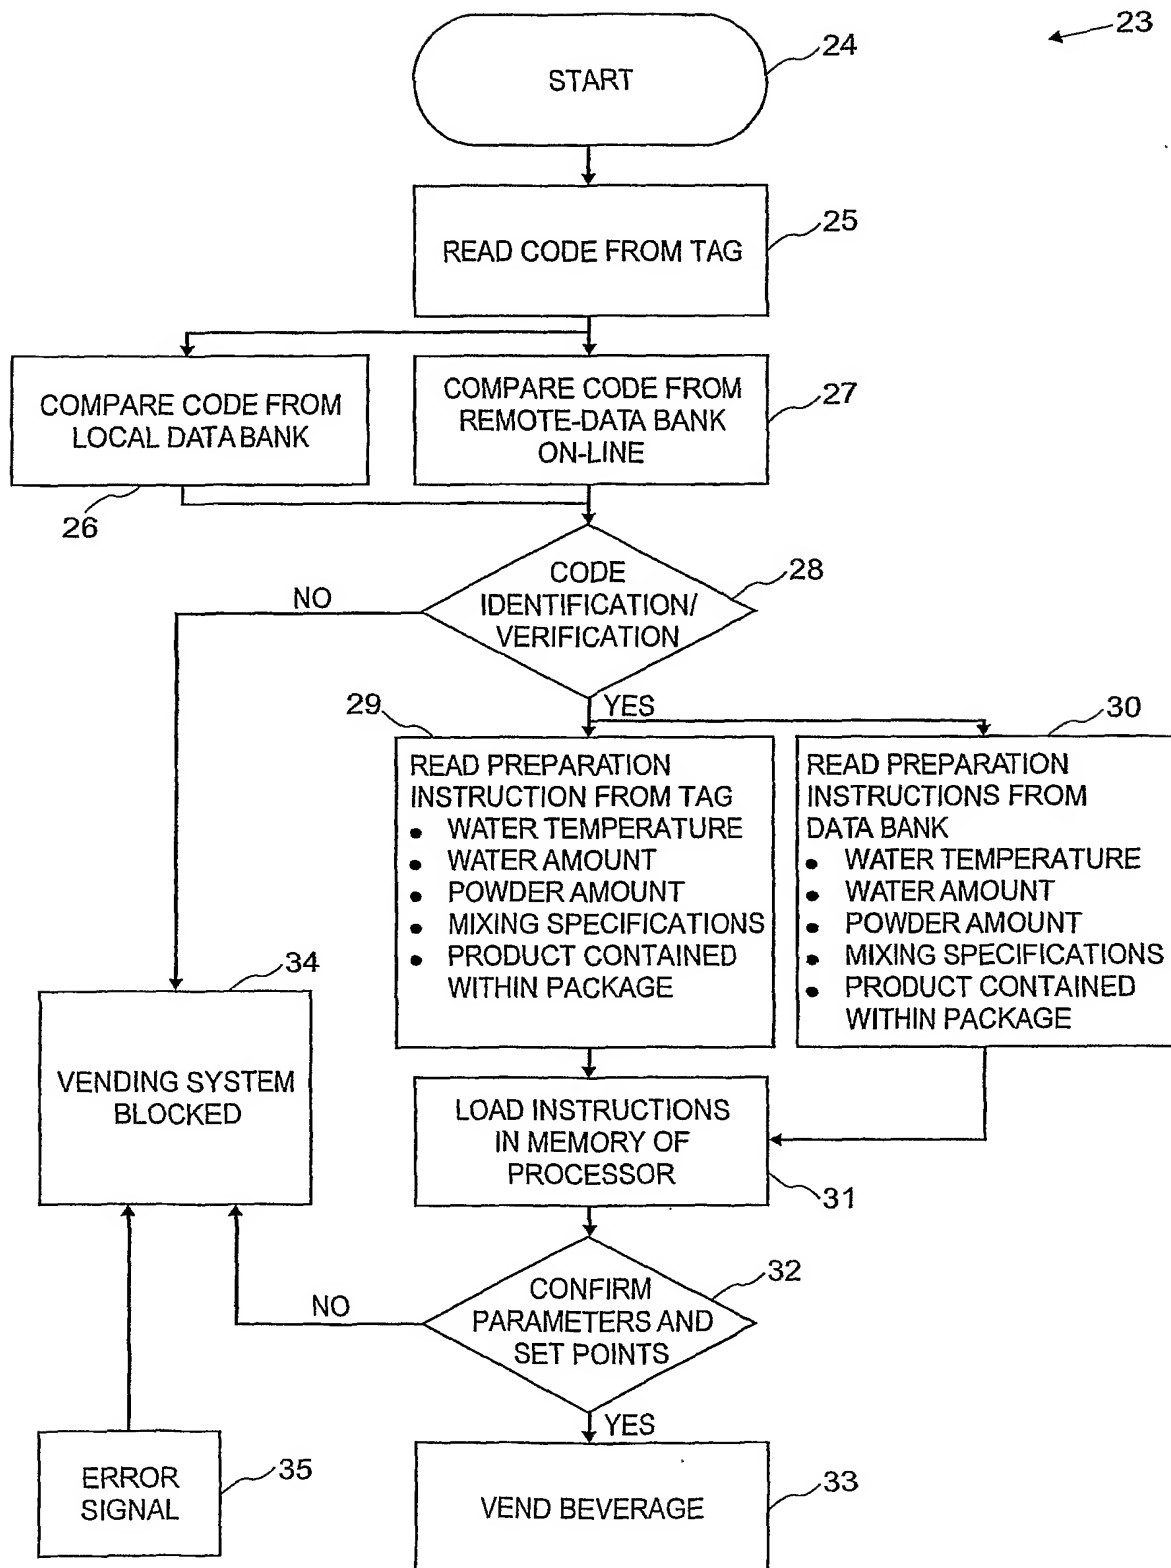 23
24
START
25
READ CODE FROM TAG
COMPARE CODE FROM
LOCAL DATA BANK
26
COMPARE CODE FROM
REMOTE-DATA BANK
ON-LINE
27
CODE
IDENTIFICATION/
VERIFICATION
28
NO
YES
29
READ PREPARATION
INSTRUCTION FROM TAG
• WATER TEMPERATURE
• WATER AMOUNT
• POWDER AMOUNT
• MIXING SPECIFICATIONS
• PRODUCT CONTAINED
WITHIN PACKAGE
30
READ PREPARATION
INSTRUCTIONS FROM
DATA BANK
• WATER TEMPERATURE
• WATER AMOUNT
• POWDER AMOUNT
• MIXING SPECIFICATIONS
• PRODUCT CONTAINED
WITHIN PACKAGE
34
VENDING SYSTEM
BLOCKED
LOAD INSTRUCTIONS
IN MEMORY OF
PROCESSOR
31
CONFIRM
PARAMETERS AND
SET POINTS
32
NO
YES
ERROR
SIGNAL
35
VEND BEVERAGE
33